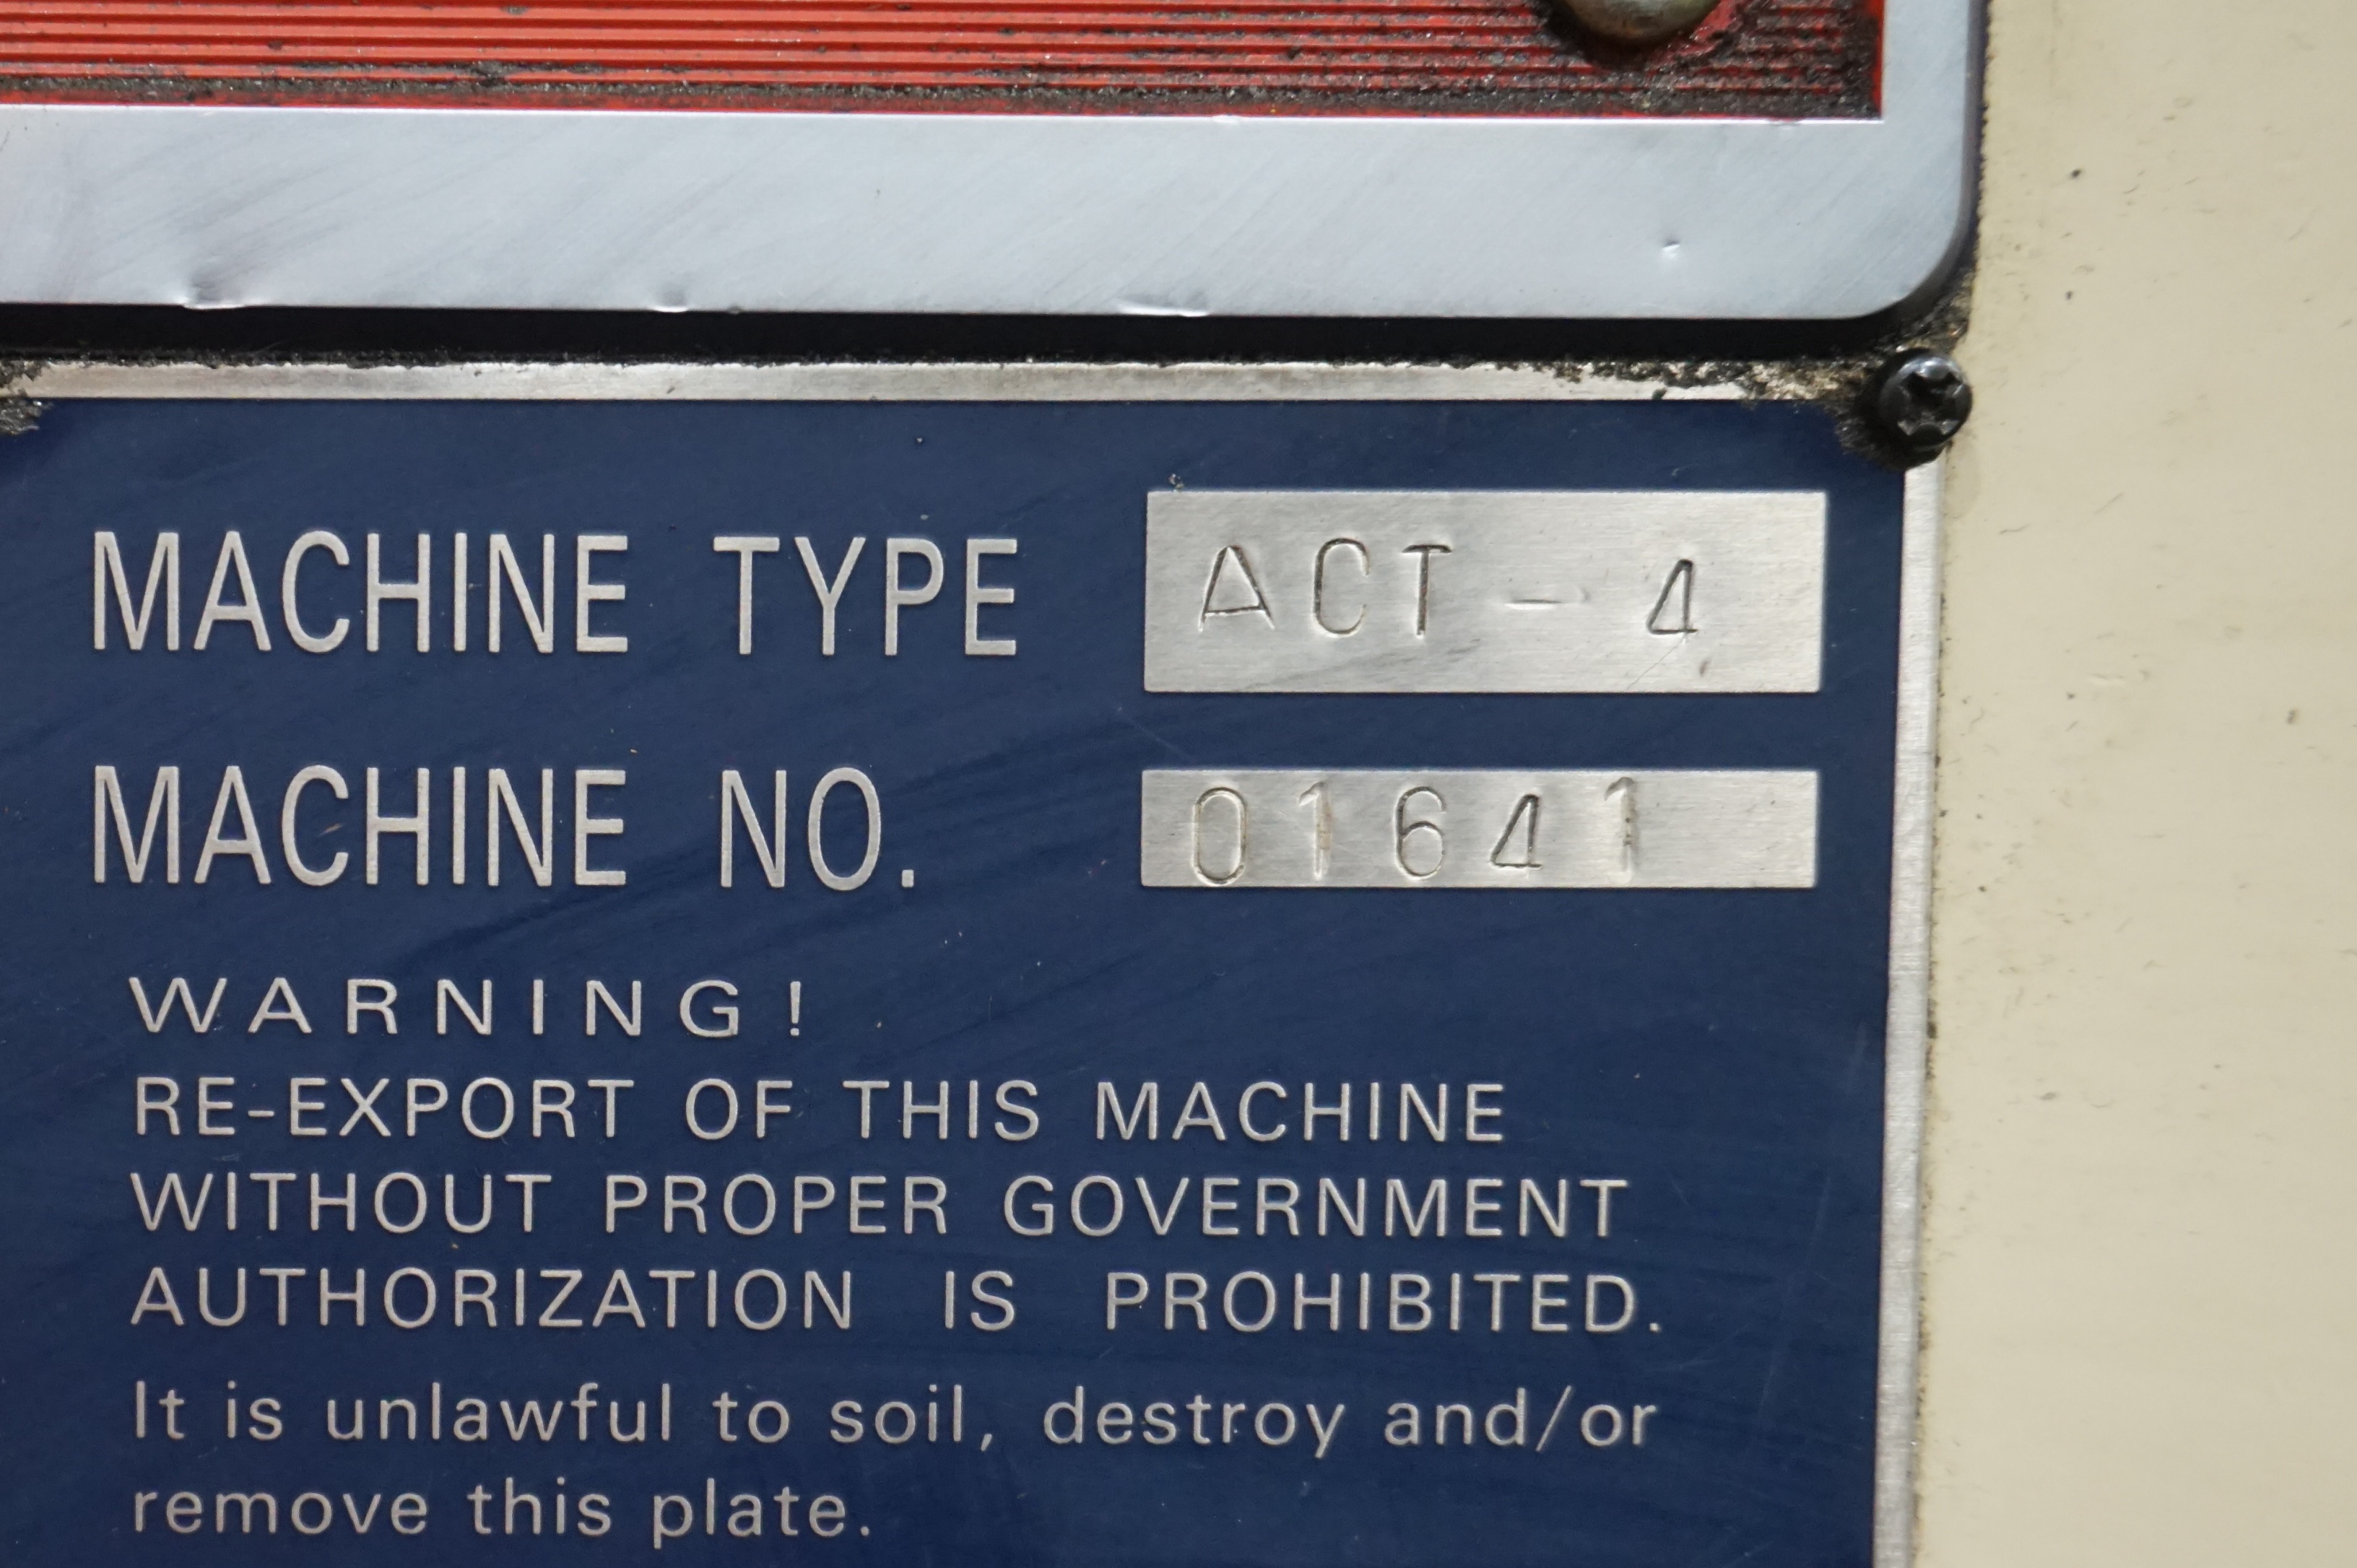 MACHINE TYPE ACT - 4
MACHINE NO. 01641
WARNING!
RE-EXPORT OF THIS MACHINE
WITHOUT PROPER GOVERNMENT
AUTHORIZATION IS PROHIBITED.
It is unlawful to soil, destroy and/or
remove this plate.